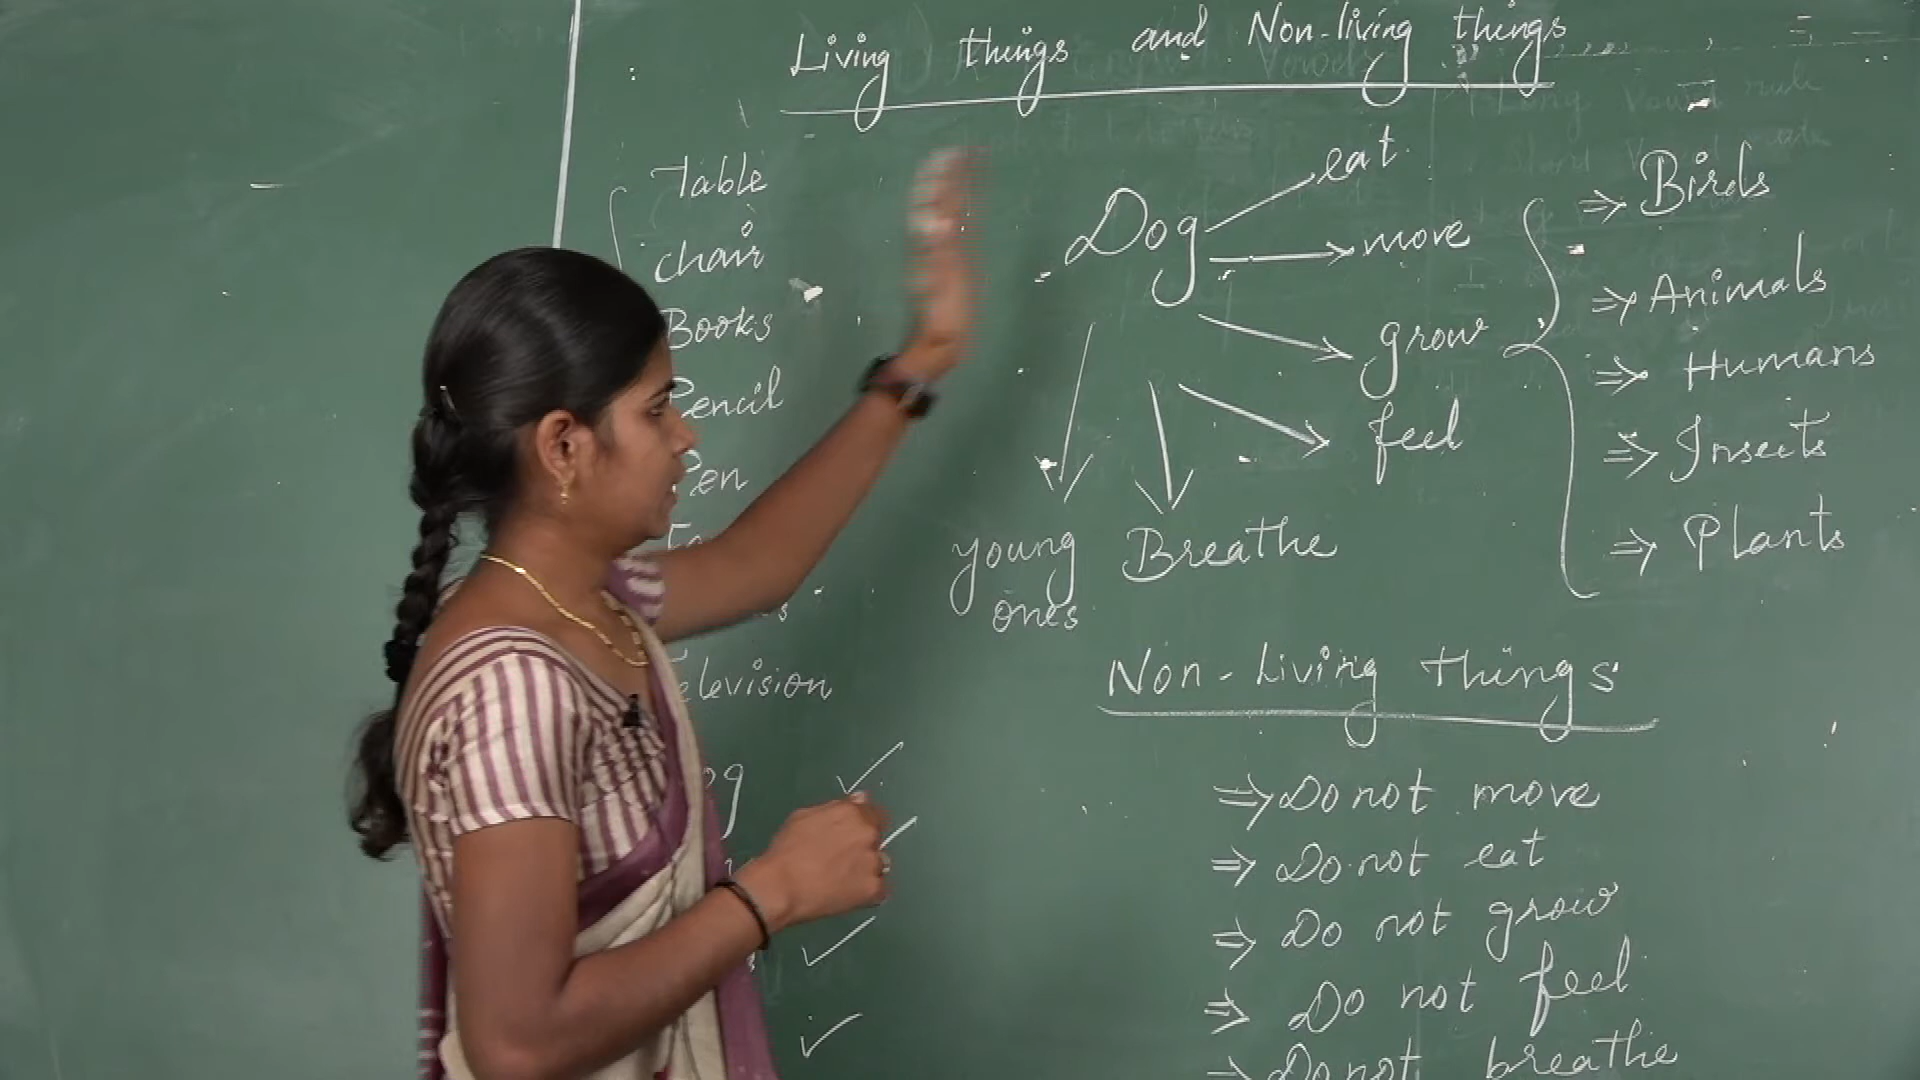 Living things and Non-living things
Table
chair
Books
Pencil
Pen
Television
Dog
eat
move
grow
feel
Breathe
young
ones
⇒ Birds
⇒ Animals
⇒ Humans
⇒ Insects
⇒ Plants
Non-Living things
⇒ Do not move
⇒ Do not eat
⇒ Do not grow
⇒ Do not feel
⇒ Do not breathe